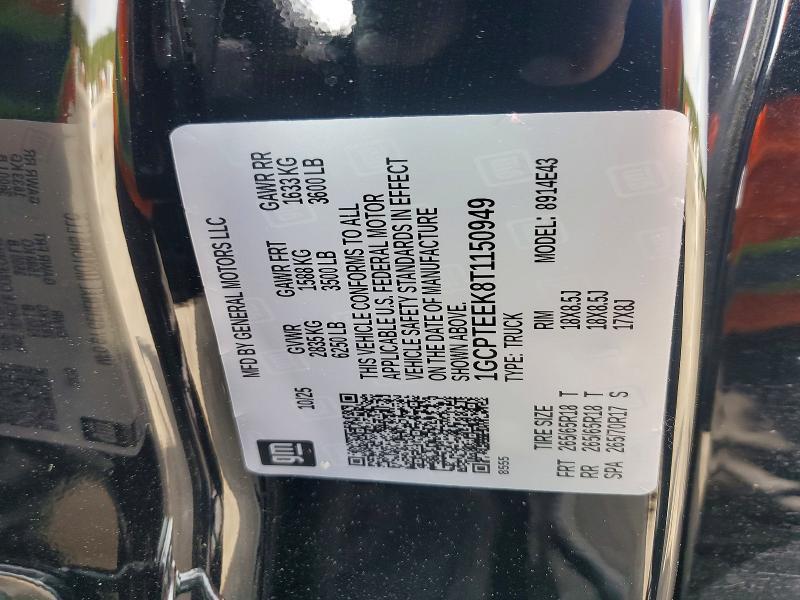 MFD BY GENERAL MOTORS LLC
10/25 GVWR GAWR FRT GAWR RR
2835 KG 1588 KG 1633 KG
6250 LB 3500 LB 3600 LB
THIS VEHICLE CONFORMS TO ALL
APPLICABLE U.S. FEDERAL MOTOR
VEHICLE SAFETY STANDARDS IN EFFECT
ON THE DATE OF MANUFACTURE
SHOWN ABOVE.
1GCPTEEK8T1150949
TYPE: TRUCK MODEL: 8914E43
gm
8555
TIRE SIZE RIM
FRT 265/65R18 T 18X8.5J
RR 265/65R18 T 18X8.5J
SPA 265/70R17 S 17X8J